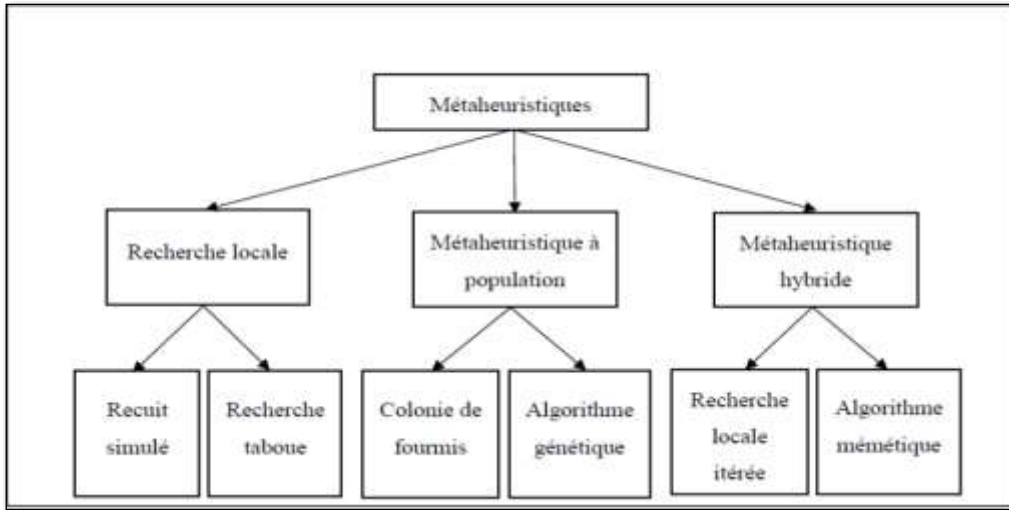 Métaheuristiques
Recherche locale
Métaheuristique à
population
Métaheuristique
hybride
Recuit
simulé
Recherche
taboue
Colonie de
fourmis
Algorithme
génétique
Recherche
locale
itérée
Algorithme
mémétique